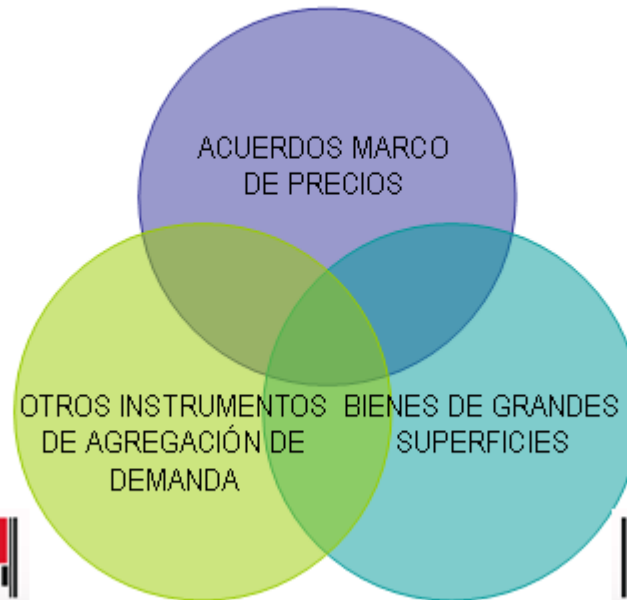 ACUERDOS MARCO
DE PRECIOS
OTROS INSTRUMENTOS
DE AGREGACIÓN DE
DEMANDA
BIENES DE GRANDES
SUPERFICIES